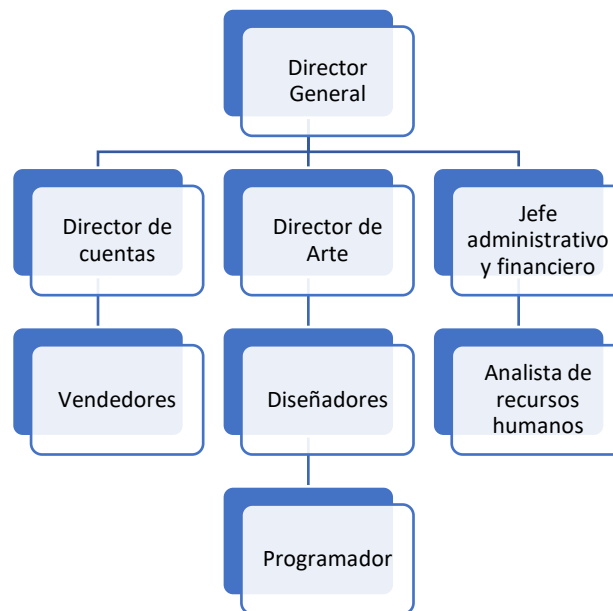 Director
General
Director de
cuentas
Director de
Arte
Jefe
administrativo
y financiero
Vendedores
Diseñadores
Analista de
recursos
humanos
Programador